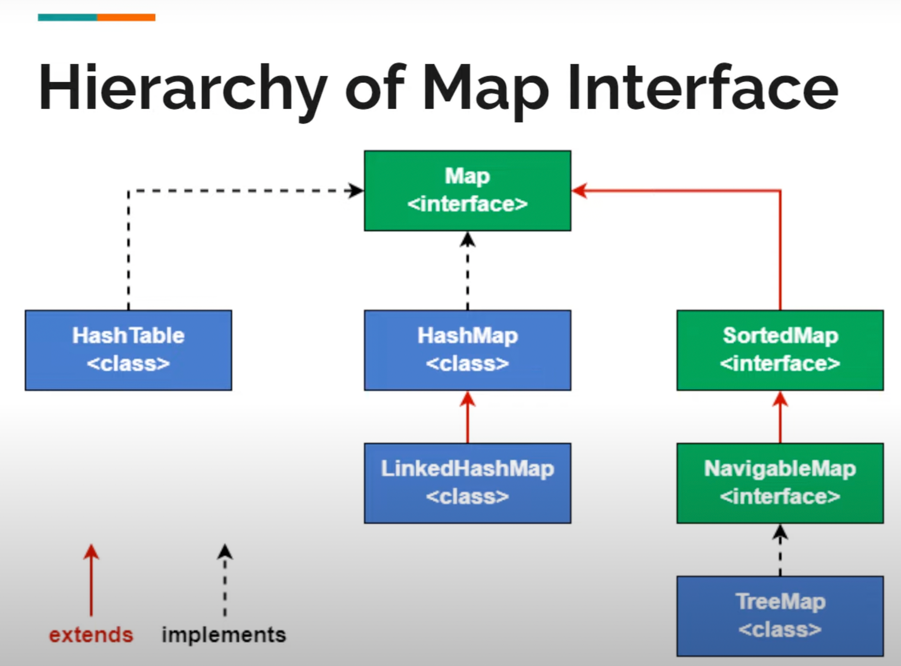 Hierarchy of Map Interface
Map
<interface>
HashTable
<class>
HashMap
<class>
SortedMap
<interface>
LinkedHashMap
<class>
NavigableMap
<interface>
TreeMap
<class>
extends
implements